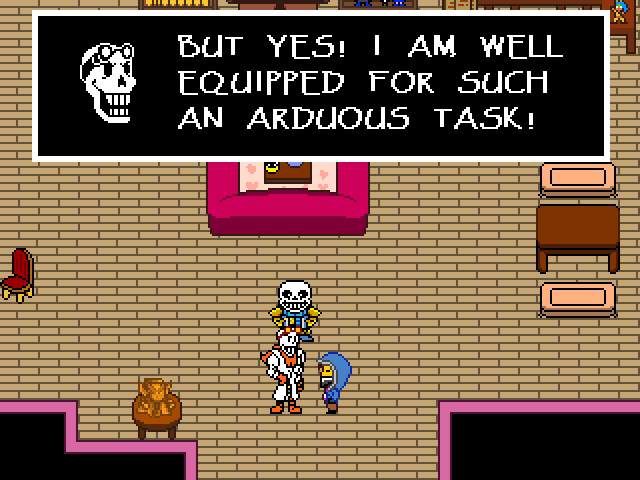 BUT YES! I AM WELL
EQUIPPED FOR SUCH
AN ARDUOUS TASK!